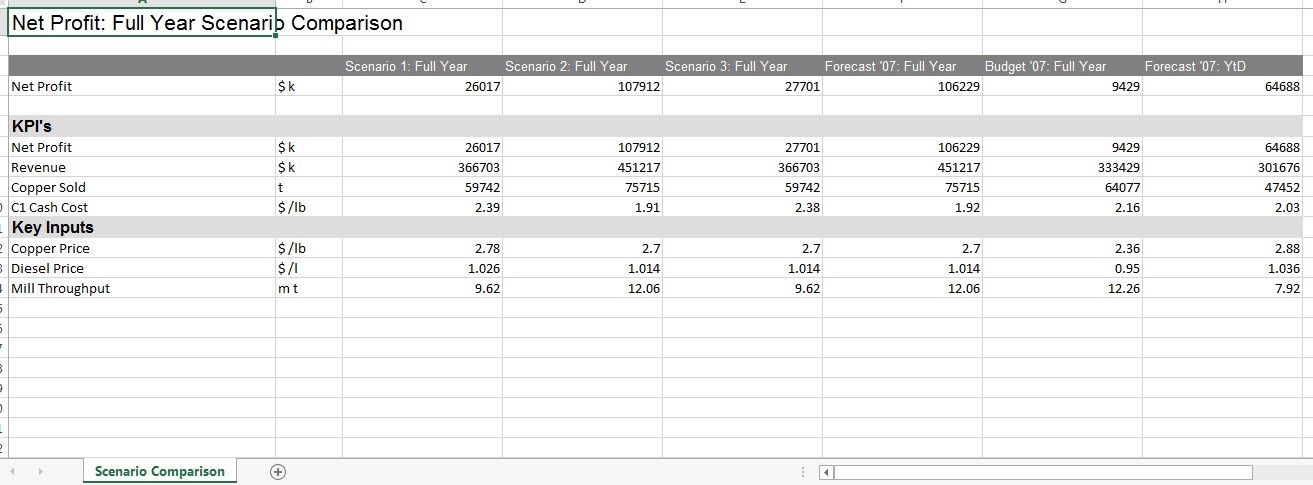 Net Profit: Full Year Scenario Comparison
Scenario 1: Full Year Scenario 2: Full Year Scenario 3: Full Year Forecast '07: Full Year Budget '07: Full Year Forecast '07: YtD
Net Profit $k 26017 107912 27701 106229 9429 64688
KPI's
Net Profit $k 26017 107912 27701 106229 9429 64688
Revenue $k 366703 451217 366703 451217 333429 301676
Copper Sold t 59742 75715 59742 75715 64077 47452
C1 Cash Cost $/lb 2.39 1.91 2.38 1.92 2.16 2.03
Key Inputs
Copper Price $/lb 2.78 2.7 2.7 2.7 2.36 2.88
Diesel Price $/l 1.026 1.014 1.014 1.014 0.95 1.036
Mill Throughput mt 9.62 12.06 9.62 12.06 12.26 7.92
Scenario Comparison